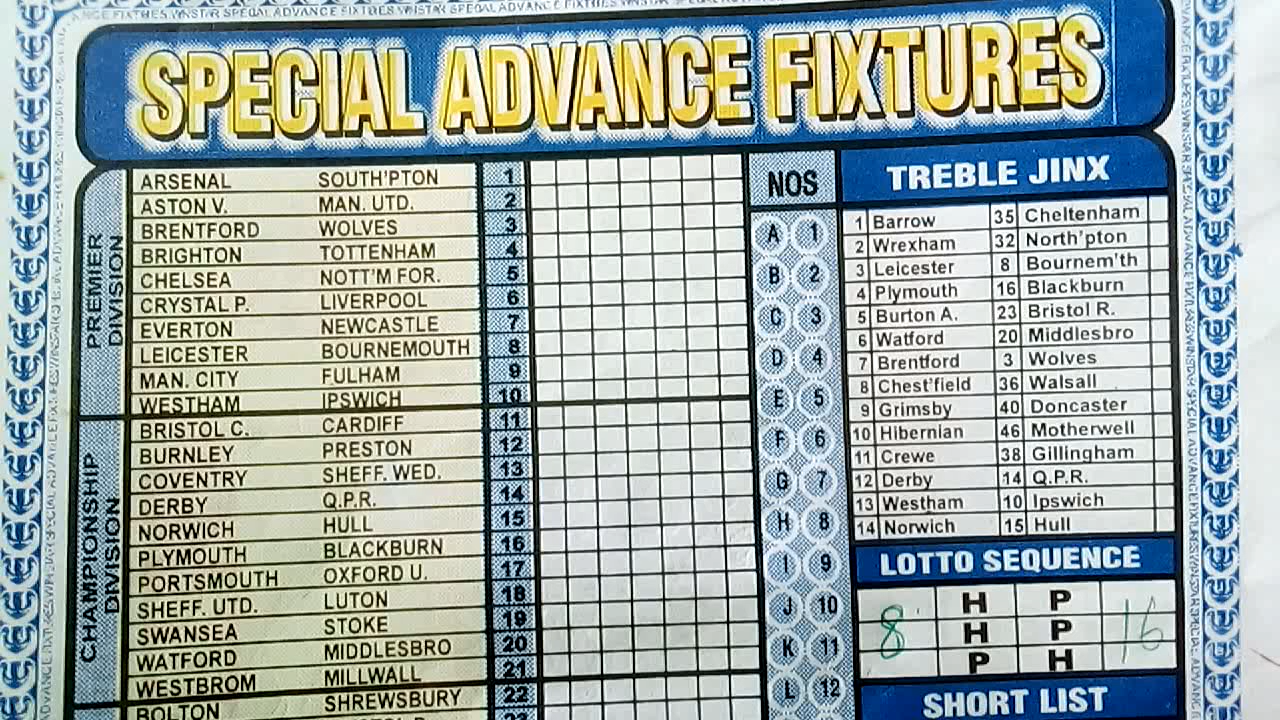 SPECIAL ADVANCE FIXTURES
PREMIER DIVISION
ARSENAL SOUTH'PTON 1
ASTON V. MAN. UTD. 2
BRENTFORD WOLVES 3
BRIGHTON TOTTENHAM 4
CHELSEA NOTT'M FOR. 5
CRYSTAL P. LIVERPOOL 6
EVERTON NEWCASTLE 7
LEICESTER BOURNEMOUTH 8
MAN. CITY FULHAM 9
WESTHAM IPSWICH 10
CHAMPIONSHIP DIVISION
BRISTOL C. CARDIFF 11
BURNLEY PRESTON 12
COVENTRY SHEFF. WED. 13
DERBY Q.P.R. 14
NORWICH HULL 15
PLYMOUTH BLACKBURN 16
PORTSMOUTH OXFORD U. 17
SHEFF. UTD. LUTON 18
SWANSEA STOKE 19
WATFORD MIDDLESBRO 20
WESTBROM MILLWALL 21
BOLTON SHREWSBURY 22
NOS
A 1
B 2
C 3
D 4
E 5
F 6
G 7
H 8
I 9
J 10
K 11
L 12
TREBLE JINX
1 Barrow 35 Cheltenham
2 Wrexham 32 North'pton
3 Leicester 8 Bournem'th
4 Plymouth 16 Blackburn
5 Burton A. 23 Bristol R.
6 Watford 20 Middlesbro
7 Brentford 3 Wolves
8 Chest'field 36 Walsall
9 Grimsby 40 Doncaster
10 Hibernian 46 Motherwell
11 Crewe 38 Gillingham
12 Derby 14 Q.P.R.
13 Westham 10 Ipswich
14 Norwich 15 Hull
LOTTO SEQUENCE
H P
8 H P 16
P H
SHORT LIST